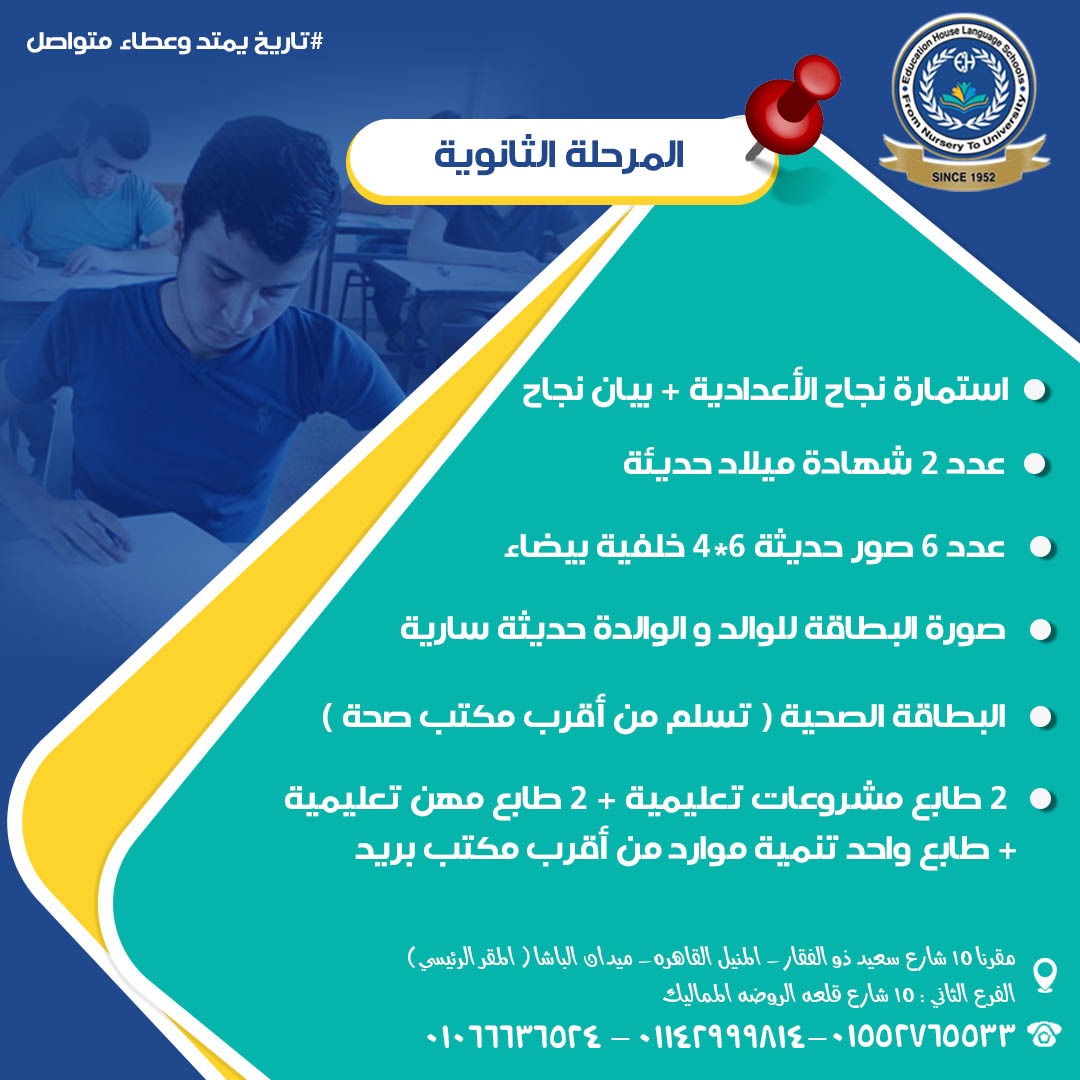 #تاريخ يمتد وعطاء متواصل
Education House Language Schools
From Nursery To University
EH
SINCE 1952
المرحلة الثانوية
استمارة نجاح الأعدادية + بيان نجاح
عدد 2 شهادة ميلاد حديثة
عدد 6 صور حديثة 6*4 خلفية بيضاء
صورة البطاقة للوالد و الوالدة حديثة سارية
البطاقة الصحية ( تسلم من أقرب مكتب صحة )
2 طابع مشروعات تعليمية + 2 طابع مهن تعليمية
+ طابع واحد تنمية موارد من أقرب مكتب بريد
مقرنا ١٥ شارع سعيد ذو الفقار - المنيل القاهره - ميدان الباشا ( المقر الرئيسي )
الفرع الثاني : ١٥ شارع قلعه الروضه المماليك
٠١٥٥٢٧٦٥٥٣٣ - ٠١١٤٢٩٩٩٨١٤ - ٠١٠٦٦٦٣٦٥٢٤